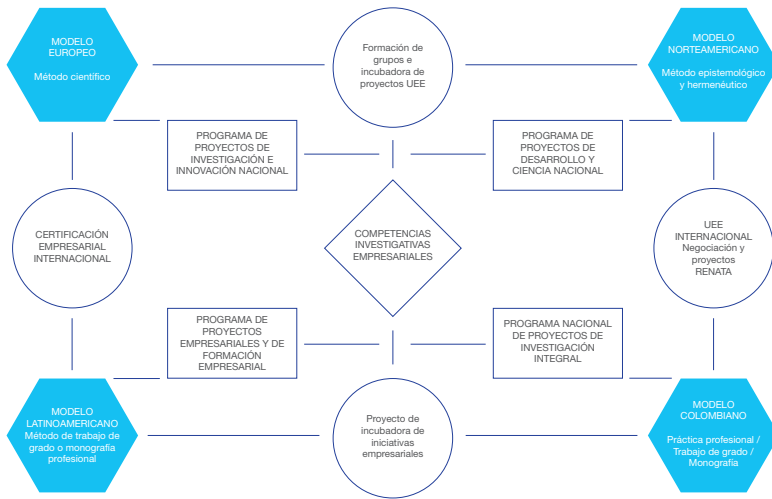 MODELO
EUROPEO
Método científico
Formación de
grupos e
incubadora de
proyectos UEE
MODELO
NORTEAMERICANO
Método epistemológico
y hermenéutico
PROGRAMA DE
PROYECTOS DE
INVESTIGACIÓN E
INNOVACIÓN NACIONAL
PROGRAMA DE
PROYECTOS DE
DESARROLLO Y
CIENCIA NACIONAL
CERTIFICACIÓN
EMPRESARIAL
INTERNACIONAL
COMPETENCIAS
INVESTIGATIVAS
EMPRESARIALES
UEE
INTERNACIONAL
Negociación y
proyectos
RENATA
PROGRAMA DE
PROYECTOS
EMPRESARIALES Y DE
FORMACIÓN
EMPRESARIAL
PROGRAMA NACIONAL
DE PROYECTOS DE
INVESTIGACIÓN
INTEGRAL
MODELO
LATINOAMERICANO
Método de trabajo de
grado o monografía
profesional
Proyecto de
incubadora de
iniciativas
empresariales
MODELO
COLOMBIANO
Práctica profesional /
Trabajo de grado /
Monografía